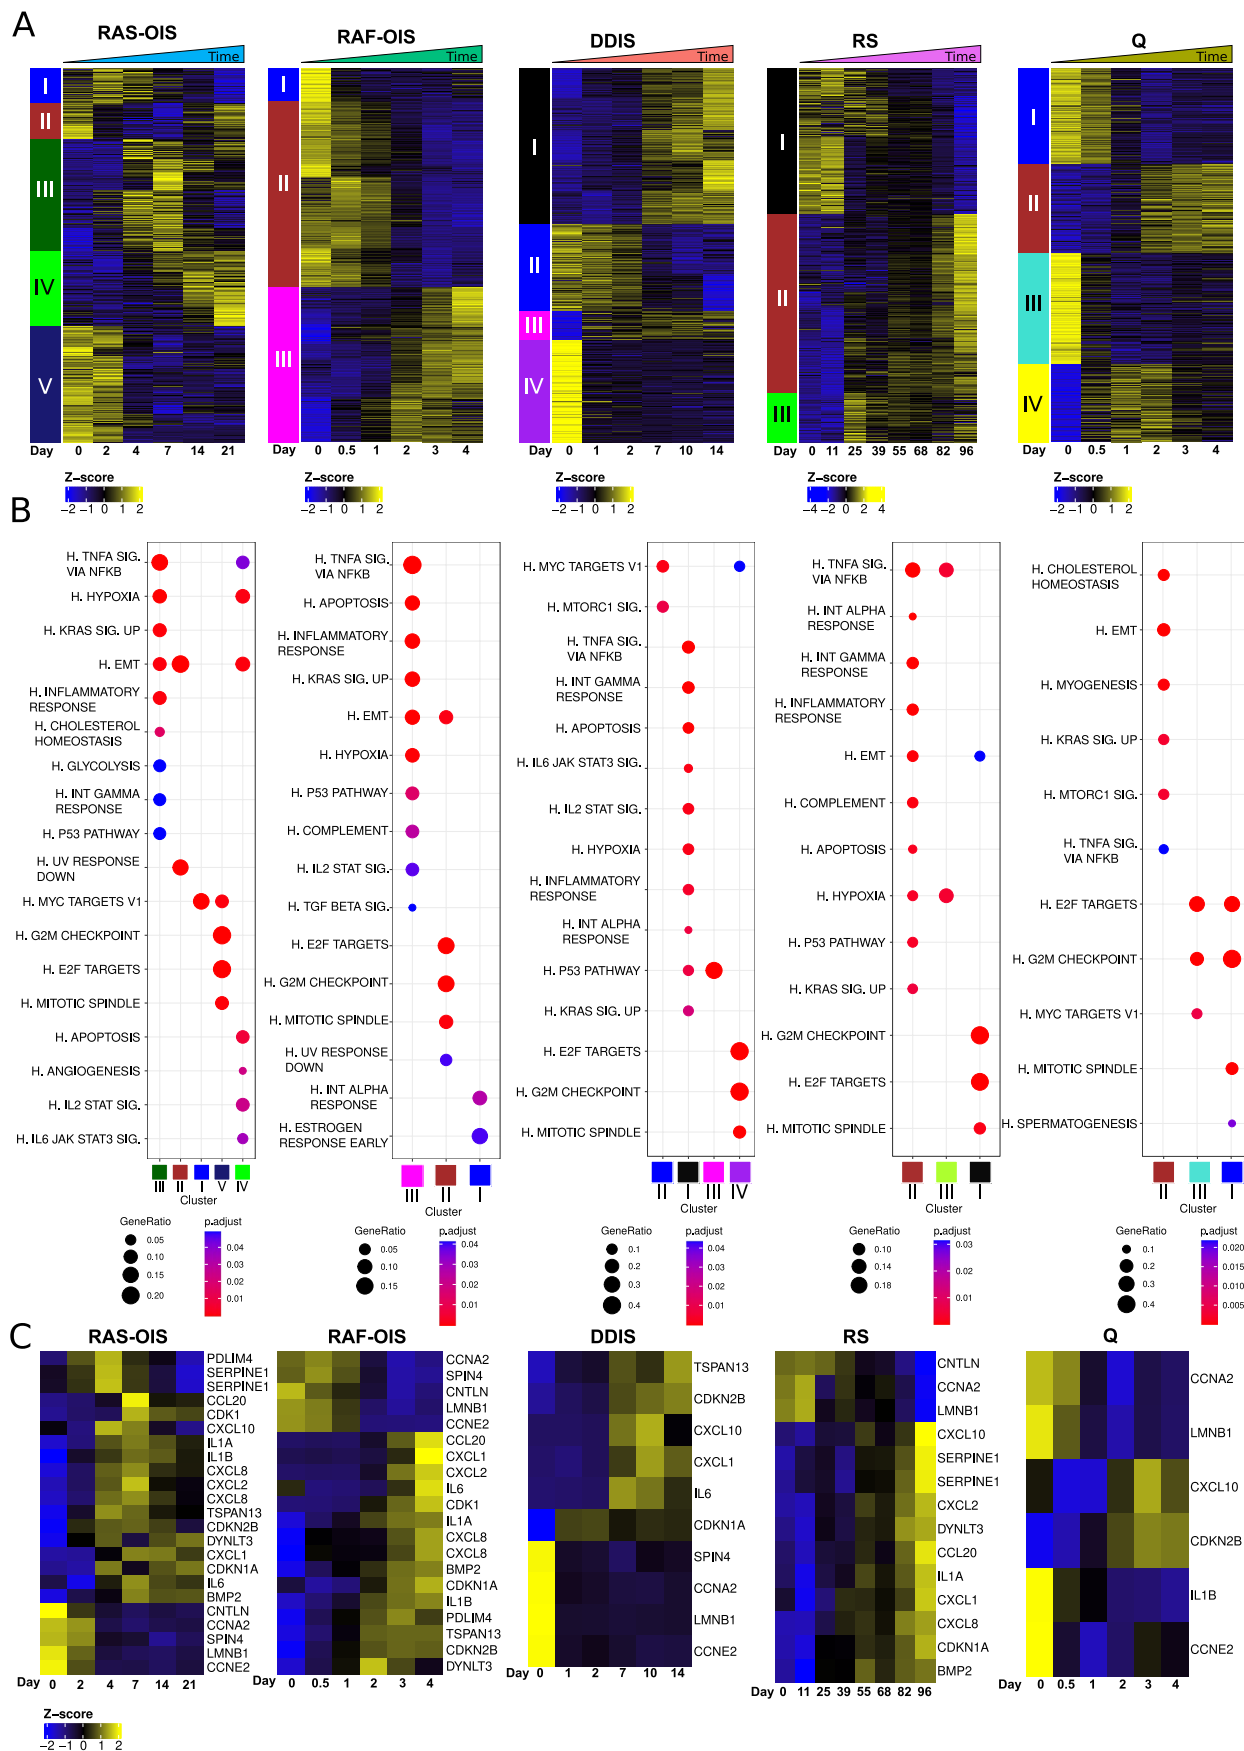 A
RAS-OIS
RAF-OIS
DDIS
RS
Q
Time
Time
Time
Time
Time
I
II
III
IV
V
I
II
III
I
II
III
IV
I
II
III
I
II
III
IV
Day 0 2 4 7 14 21
Day 0 0.5 1 2 3 4
Day 0 1 2 7 10 14
Day 0 11 25 39 55 68 82 96
Day 0 0.5 1 2 3 4
Z-score
-2 -1 0 1 2
Z-score
-2 -1 0 1 2
Z-score
-2 -1 0 1 2
Z-score
-4 -2 0 2 4
Z-score
-2 -1 0 1 2
B
H. TNFA SIG.
VIA NFKB
H. HYPOXIA
H. KRAS SIG. UP
H. EMT
H. INFLAMMATORY
RESPONSE
H. CHOLESTEROL
HOMEOSTASIS
H. GLYCOLYSIS
H. INT GAMMA
RESPONSE
H. P53 PATHWAY
H. UV RESPONSE
DOWN
H. MYC TARGETS V1
H. G2M CHECKPOINT
H. E2F TARGETS
H. MITOTIC SPINDLE
H. APOPTOSIS
H. ANGIOGENESIS
H. IL2 STAT SIG.
H. IL6 JAK STAT3 SIG.
III II I V IV
Cluster
GeneRatio
0.05
0.10
0.15
0.20
p.adjust
0.04
0.03
0.02
0.01
H. TNFA SIG.
VIA NFKB
H. APOPTOSIS
H. INFLAMMATORY
RESPONSE
H. KRAS SIG. UP
H. EMT
H. HYPOXIA
H. P53 PATHWAY
H. COMPLEMENT
H. IL2 STAT SIG.
H. TGF BETA SIG.
H. E2F TARGETS
H. G2M CHECKPOINT
H. MITOTIC SPINDLE
H. UV RESPONSE
DOWN
H. INT ALPHA
RESPONSE
H. ESTROGEN
RESPONSE EARLY
III II I
Cluster
GeneRatio
0.05
0.10
0.15
p.adjust
0.04
0.03
0.02
0.01
H. MYC TARGETS V1
H. MTORC1 SIG.
H. TNFA SIG.
VIA NFKB
H. INT GAMMA
RESPONSE
H. APOPTOSIS
H. IL6 JAK STAT3 SIG.
H. IL2 STAT SIG.
H. HYPOXIA
H. INFLAMMATORY
RESPONSE
H. INT ALPHA
RESPONSE
H. P53 PATHWAY
H. KRAS SIG. UP
H. E2F TARGETS
H. G2M CHECKPOINT
H. MITOTIC SPINDLE
II I III IV
Cluster
GeneRatio
0.1
0.2
0.3
0.4
p.adjust
0.04
0.03
0.02
0.01
H. TNFA SIG.
VIA NFKB
H. INT ALPHA
RESPONSE
H. INT GAMMA
RESPONSE
H. INFLAMMATORY
RESPONSE
H. EMT
H. COMPLEMENT
H. APOPTOSIS
H. HYPOXIA
H. P53 PATHWAY
H. KRAS SIG. UP
H. G2M CHECKPOINT
H. E2F TARGETS
H. MITOTIC SPINDLE
II III I
Cluster
GeneRatio
0.10
0.14
0.18
p.adjust
0.03
0.02
0.01
H. CHOLESTEROL
HOMEOSTASIS
H. EMT
H. MYOGENESIS
H. KRAS SIG. UP
H. MTORC1 SIG.
H. TNFA SIG.
VIA NFKB
H. E2F TARGETS
H. G2M CHECKPOINT
H. MYC TARGETS V1
H. MITOTIC SPINDLE
H. SPERMATOGENESIS
II III I
Cluster
GeneRatio
0.1
0.2
0.3
0.4
p.adjust
0.020
0.015
0.010
0.005
C
RAS-OIS
PDLIM4
SERPINE1
SERPINE1
CCL20
CDK1
CXCL10
IL1A
IL1B
CXCL8
CXCL2
CXCL8
TSPAN13
CDKN2B
DYNLT3
CXCL1
CDKN1A
IL6
BMP2
CNTLN
CCNA2
SPIN4
LMNB1
CCNE2
Day 0 2 4 7 14 21
Z-score
-2 -1 0 1 2
RAF-OIS
CCNA2
SPIN4
CNTLN
LMNB1
CCNE2
CCL20
CXCL1
CXCL2
IL6
CDK1
IL1A
CXCL8
CXCL8
BMP2
CDKN1A
IL1B
PDLIM4
TSPAN13
CDKN2B
DYNLT3
Day 0 0.5 1 2 3 4
DDIS
TSPAN13
CDKN2B
CXCL10
CXCL1
IL6
CDKN1A
SPIN4
CCNA2
LMNB1
CCNE2
Day 0 1 2 7 10 14
RS
CNTLN
CCNA2
LMNB1
CXCL10
SERPINE1
SERPINE1
CXCL2
DYNLT3
CCL20
IL1A
CXCL1
CXCL8
CDKN1A
BMP2
Day 0 11 25 39 55 68 82 96
Q
CCNA2
LMNB1
CXCL10
CDKN2B
IL1B
CCNE2
Day 0 0.5 1 2 3 4